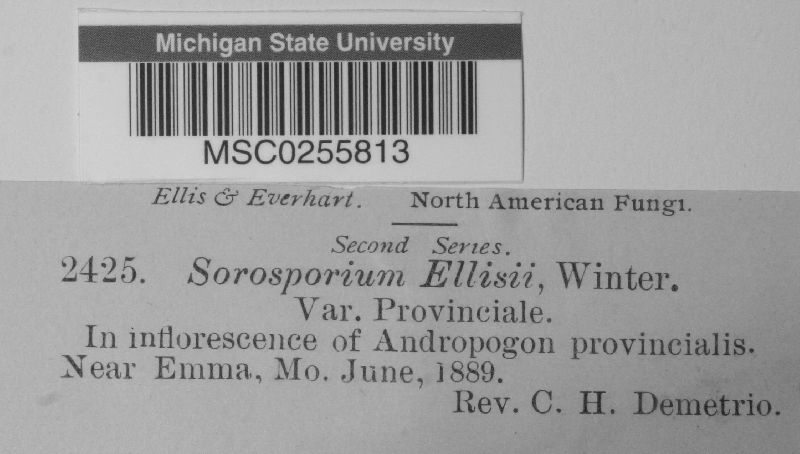 Michigan State University
MSC0255813
Ellis & Everhart. North American Fungi.
Second Series.
2425. Sorosporium Ellisii, Winter.
Var. Provinciale.
In inflorescence of Andropogon provincialis.
Near Emma, Mo. June, 1889.
Rev. C. H. Demetrio.